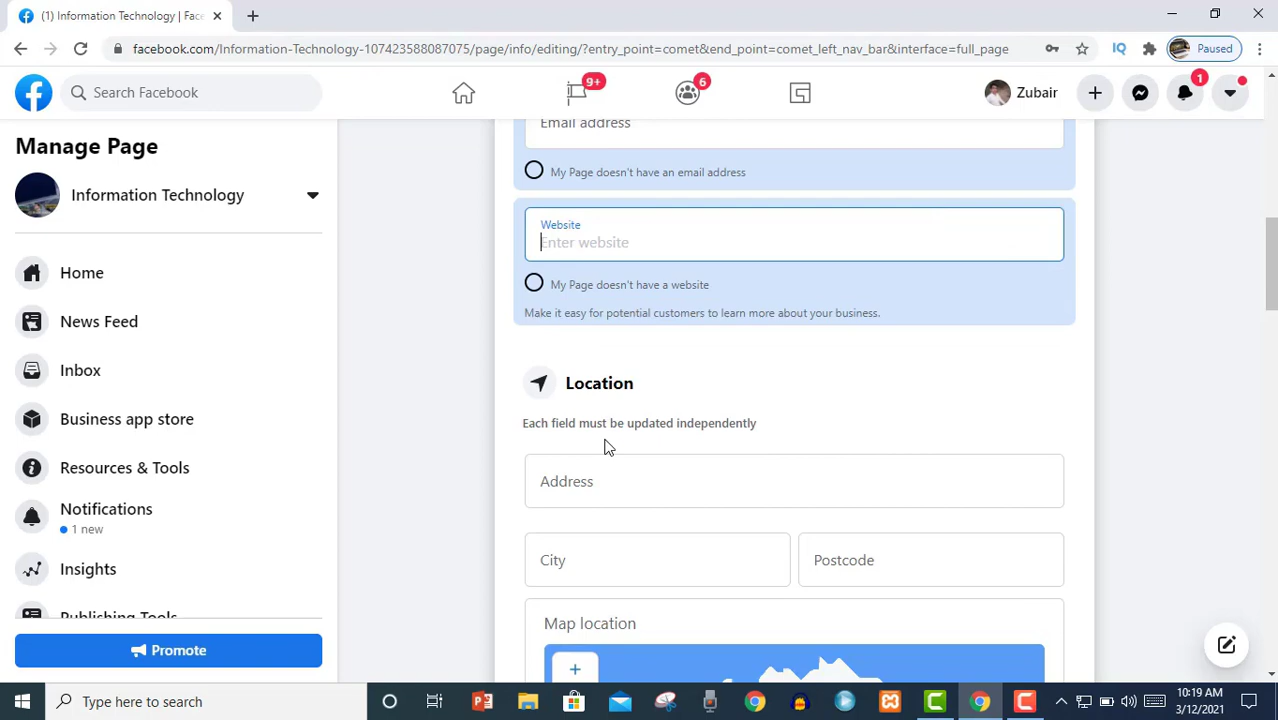 (1) Information Technology | Face
facebook.com/Information-Technology-107423588087075/page/info/editing/?entry_point=comet&end_point=comet_left_nav_bar&interface=full_page
IQ
Paused
Search Facebook
9+
6
Zubair
1
Manage Page
Information Technology
Home
News Feed
Inbox
Business app store
Resources & Tools
Notifications
1 new
Insights
Publishing Tools
Promote
Email address
My Page doesn't have an email address
Website
Enter website
My Page doesn't have a website
Make it easy for potential customers to learn more about your business.
Location
Each field must be updated independently
Address
City
Postcode
Map location
+
Type here to search
10:19 AM
3/12/2021